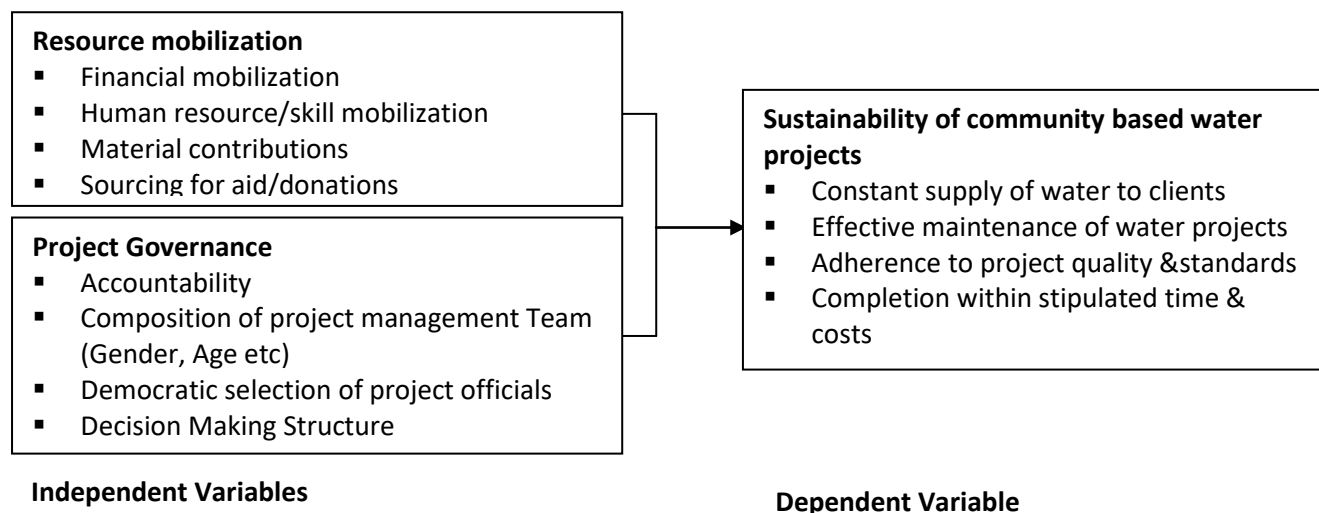 Resource mobilization
▪ Financial mobilization
▪ Human resource/skill mobilization
▪ Material contributions
▪ Sourcing for aid/donations
Project Governance
▪ Accountability
▪ Composition of project management Team
(Gender, Age etc)
▪ Democratic selection of project officials
▪ Decision Making Structure
Independent Variables
Sustainability of community based water
projects
▪ Constant supply of water to clients
▪ Effective maintenance of water projects
▪ Adherence to project quality &standards
▪ Completion within stipulated time &
costs
Dependent Variable